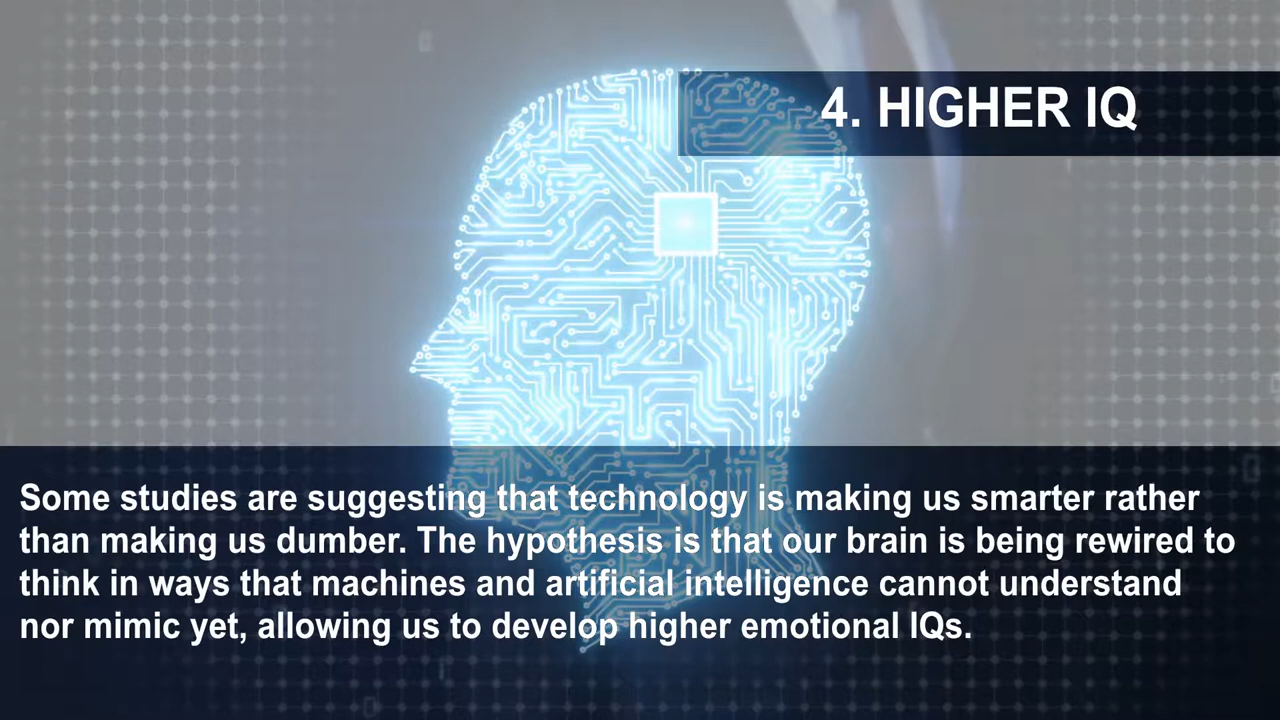 4. HIGHER IQ
Some studies are suggesting that technology is making us smarter rather
than making us dumber. The hypothesis is that our brain is being rewired to
think in ways that machines and artificial intelligence cannot understand
nor mimic yet, allowing us to develop higher emotional IQs.